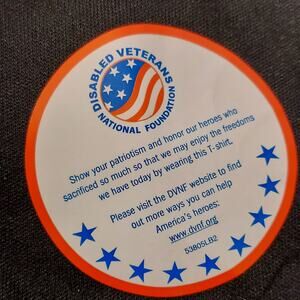 DISABLED VETERANS
NATIONAL FOUNDATION
Show your patriotism and honor our heroes who
sacrificed so much so that we may enjoy the freedoms
we have today by wearing this T-shirt.
Please visit the DVNF website to find
out more ways you can help
America's heroes:
www.dvnf.org
53805LB2